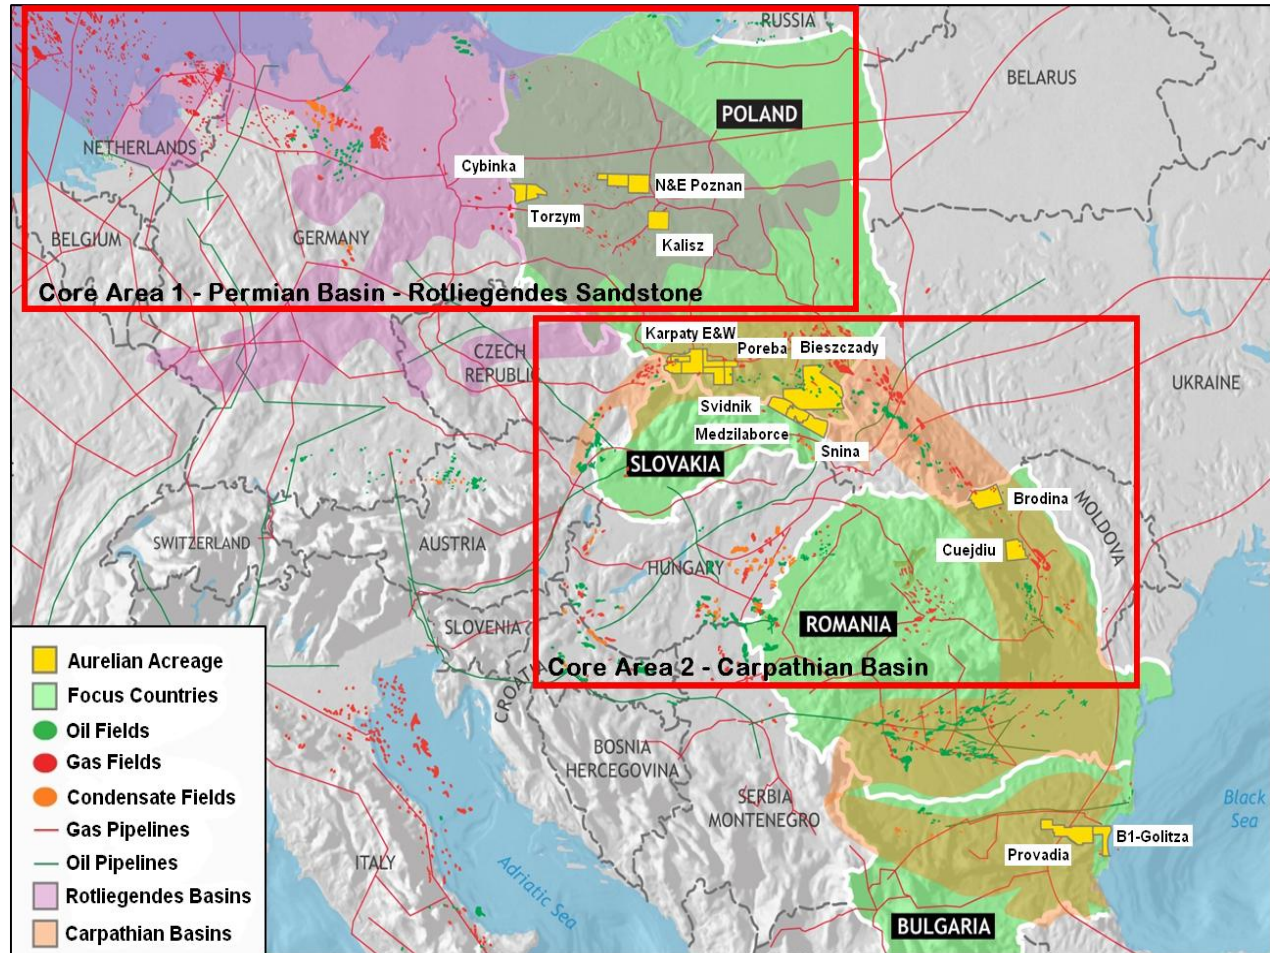 RUSSIA
BELARUS
POLAND
NETHERLANDS
Cybinka
N&E Poznan
Torzym
Kalisz
BELGIUM
GERMANY
Core Area 1 - Permian Basin - Rotliegendes Sandstone
Karpaty E&W
Poreba
Bieszczady
CZECH
REPUBLIC
UKRAINE
Svidnik
Medzilaborce
Snina
SLOVAKIA
Brodina
MOLDOVA
SWITZERLAND
AUSTRIA
Cuejdiu
HUNGARY
SLOVENIA
ROMANIA
Core Area 2 - Carpathian Basin
CROATIA
BOSNIA
HERCEGOVINA
SERBIA
MONTENEGRO
Black
Sea
B1-Golitza
Provadia
ITALY
Adriatic Sea
BULGARIA
Aurelian Acreage
Focus Countries
Oil Fields
Gas Fields
Condensate Fields
Gas Pipelines
Oil Pipelines
Rotliegendes Basins
Carpathian Basins